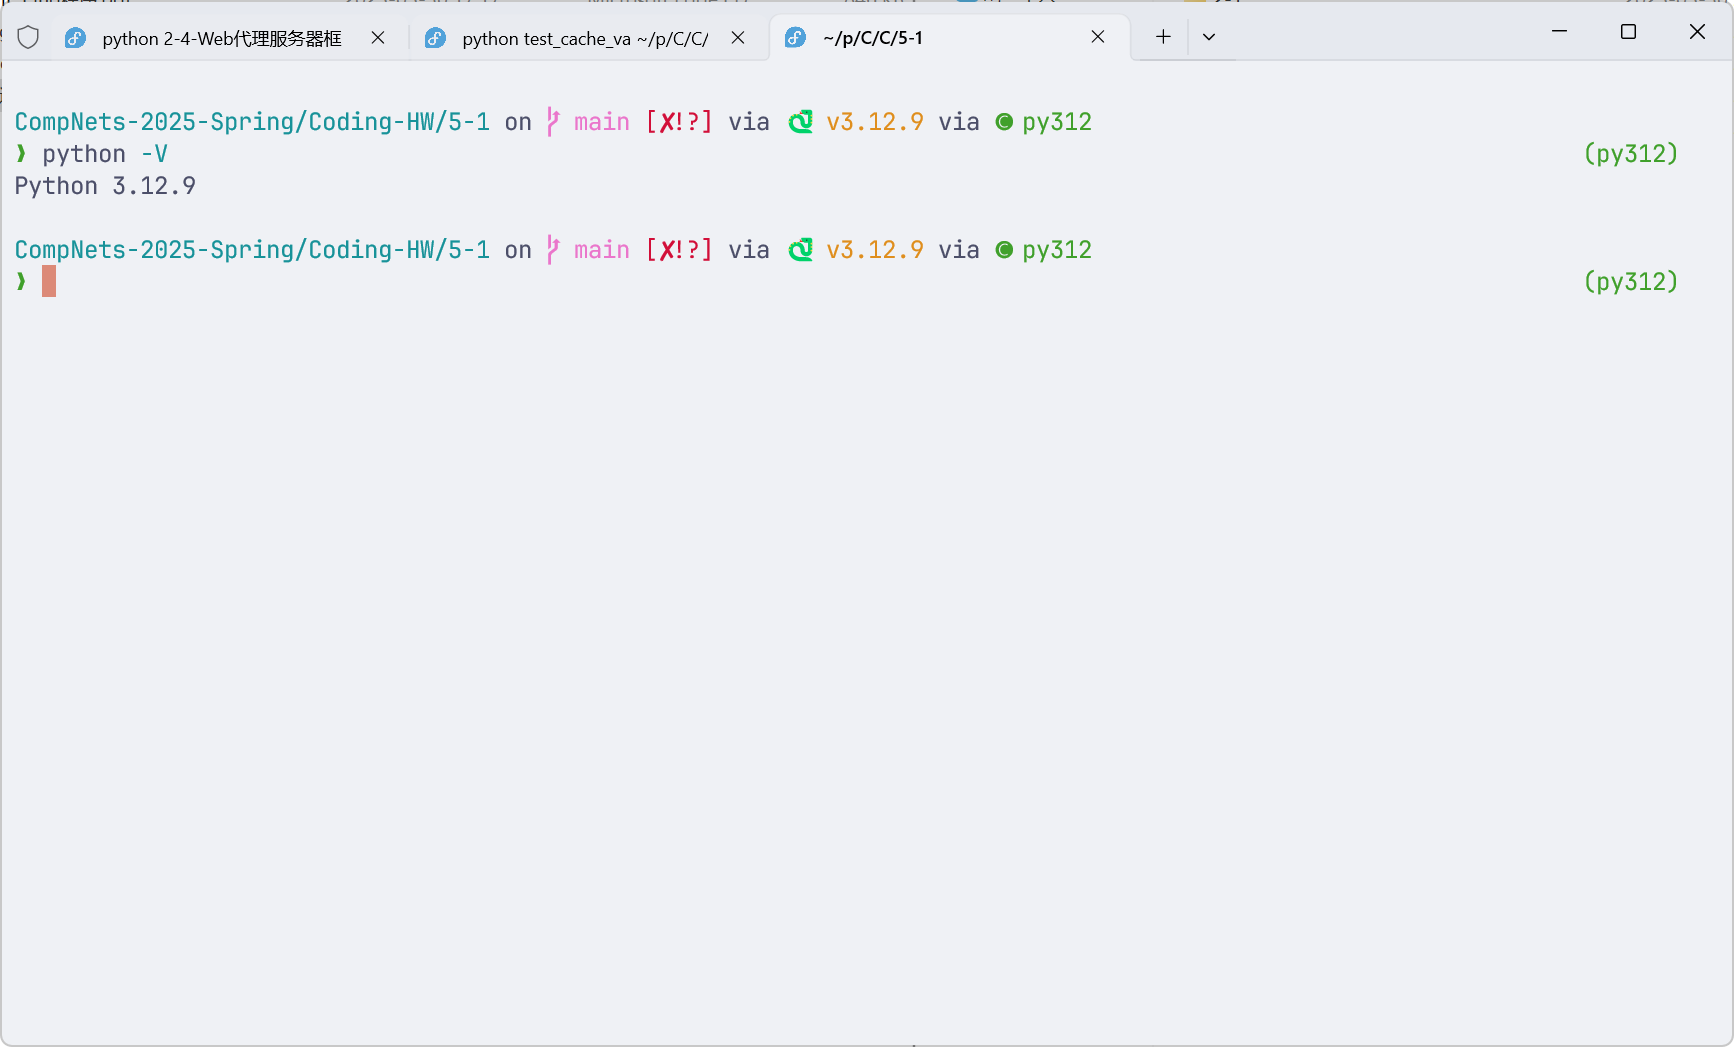 python 2-4-Web代理服务器框
python test_cache_va ~/p/C/C/
~/p/C/C/5-1
CompNets-2025-Spring/Coding-HW/5-1 on main [✘!?] via v3.12.9 via py312
❱ python -V (py312)
Python 3.12.9
CompNets-2025-Spring/Coding-HW/5-1 on main [✘!?] via v3.12.9 via py312
❱ (py312)